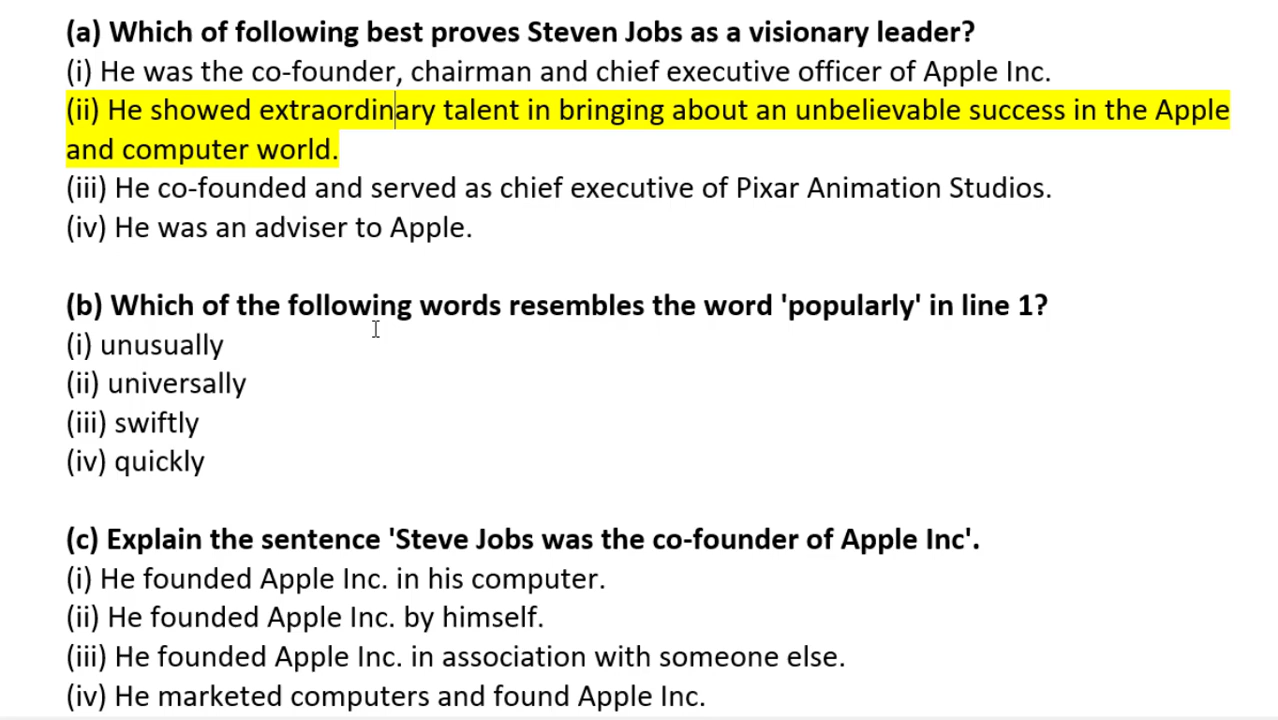 (a) Which of following best proves Steven Jobs as a visionary leader?
(i) He was the co-founder, chairman and chief executive officer of Apple Inc.
(ii) He showed extraordinary talent in bringing about an unbelievable success in the Apple
and computer world.
(iii) He co-founded and served as chief executive of Pixar Animation Studios.
(iv) He was an adviser to Apple.
(b) Which of the following words resembles the word 'popularly' in line 1?
(i) unusually
(ii) universally
(iii) swiftly
(iv) quickly
(c) Explain the sentence 'Steve Jobs was the co-founder of Apple Inc'.
(i) He founded Apple Inc. in his computer.
(ii) He founded Apple Inc. by himself.
(iii) He founded Apple Inc. in association with someone else.
(iv) He marketed computers and found Apple Inc.